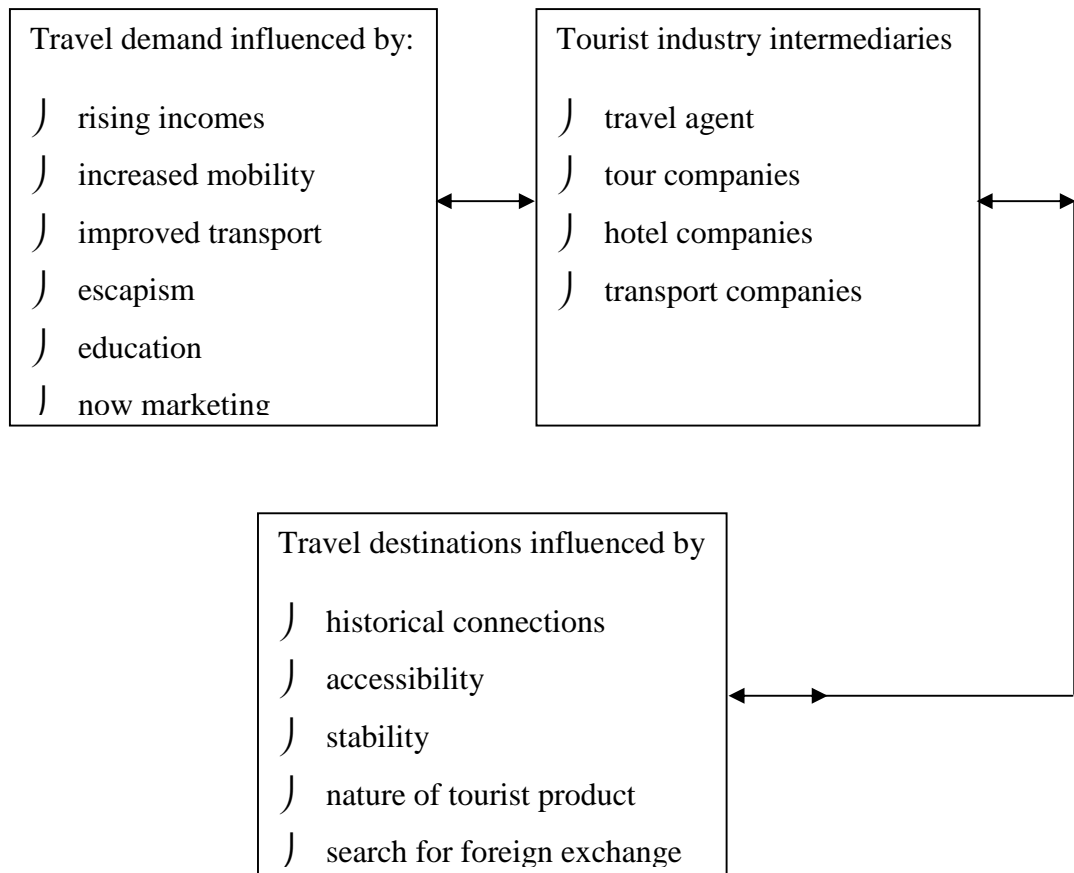 Travel demand influenced by:
⟯ rising incomes
⟯ increased mobility
⟯ improved transport
⟯ escapism
⟯ education
⟯ now marketing
Tourist industry intermediaries
⟯ travel agent
⟯ tour companies
⟯ hotel companies
⟯ transport companies
Travel destinations influenced by
⟯ historical connections
⟯ accessibility
⟯ stability
⟯ nature of tourist product
⟯ search for foreign exchange